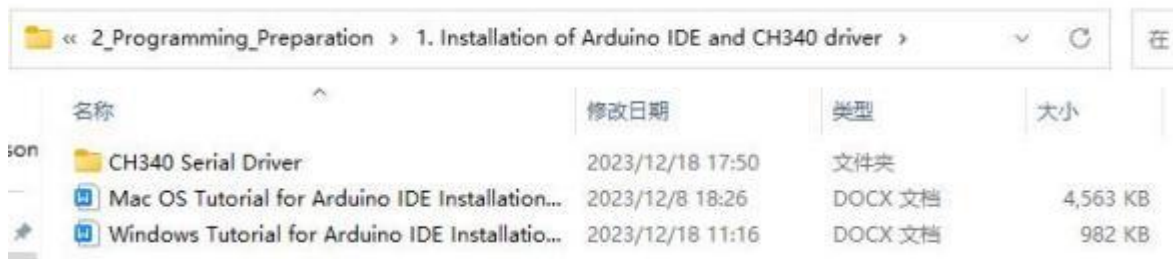 « 2_Programming_Preparation › 1. Installation of Arduino IDE and CH340 driver › 在
名称 修改日期 类型 大小
son
CH340 Serial Driver 2023/12/18 17:50 文件夹
Mac OS Tutorial for Arduino IDE Installation... 2023/12/8 18:26 DOCX 文档 4,563 KB
Windows Tutorial for Arduino IDE Installatio... 2023/12/18 11:16 DOCX 文档 982 KB